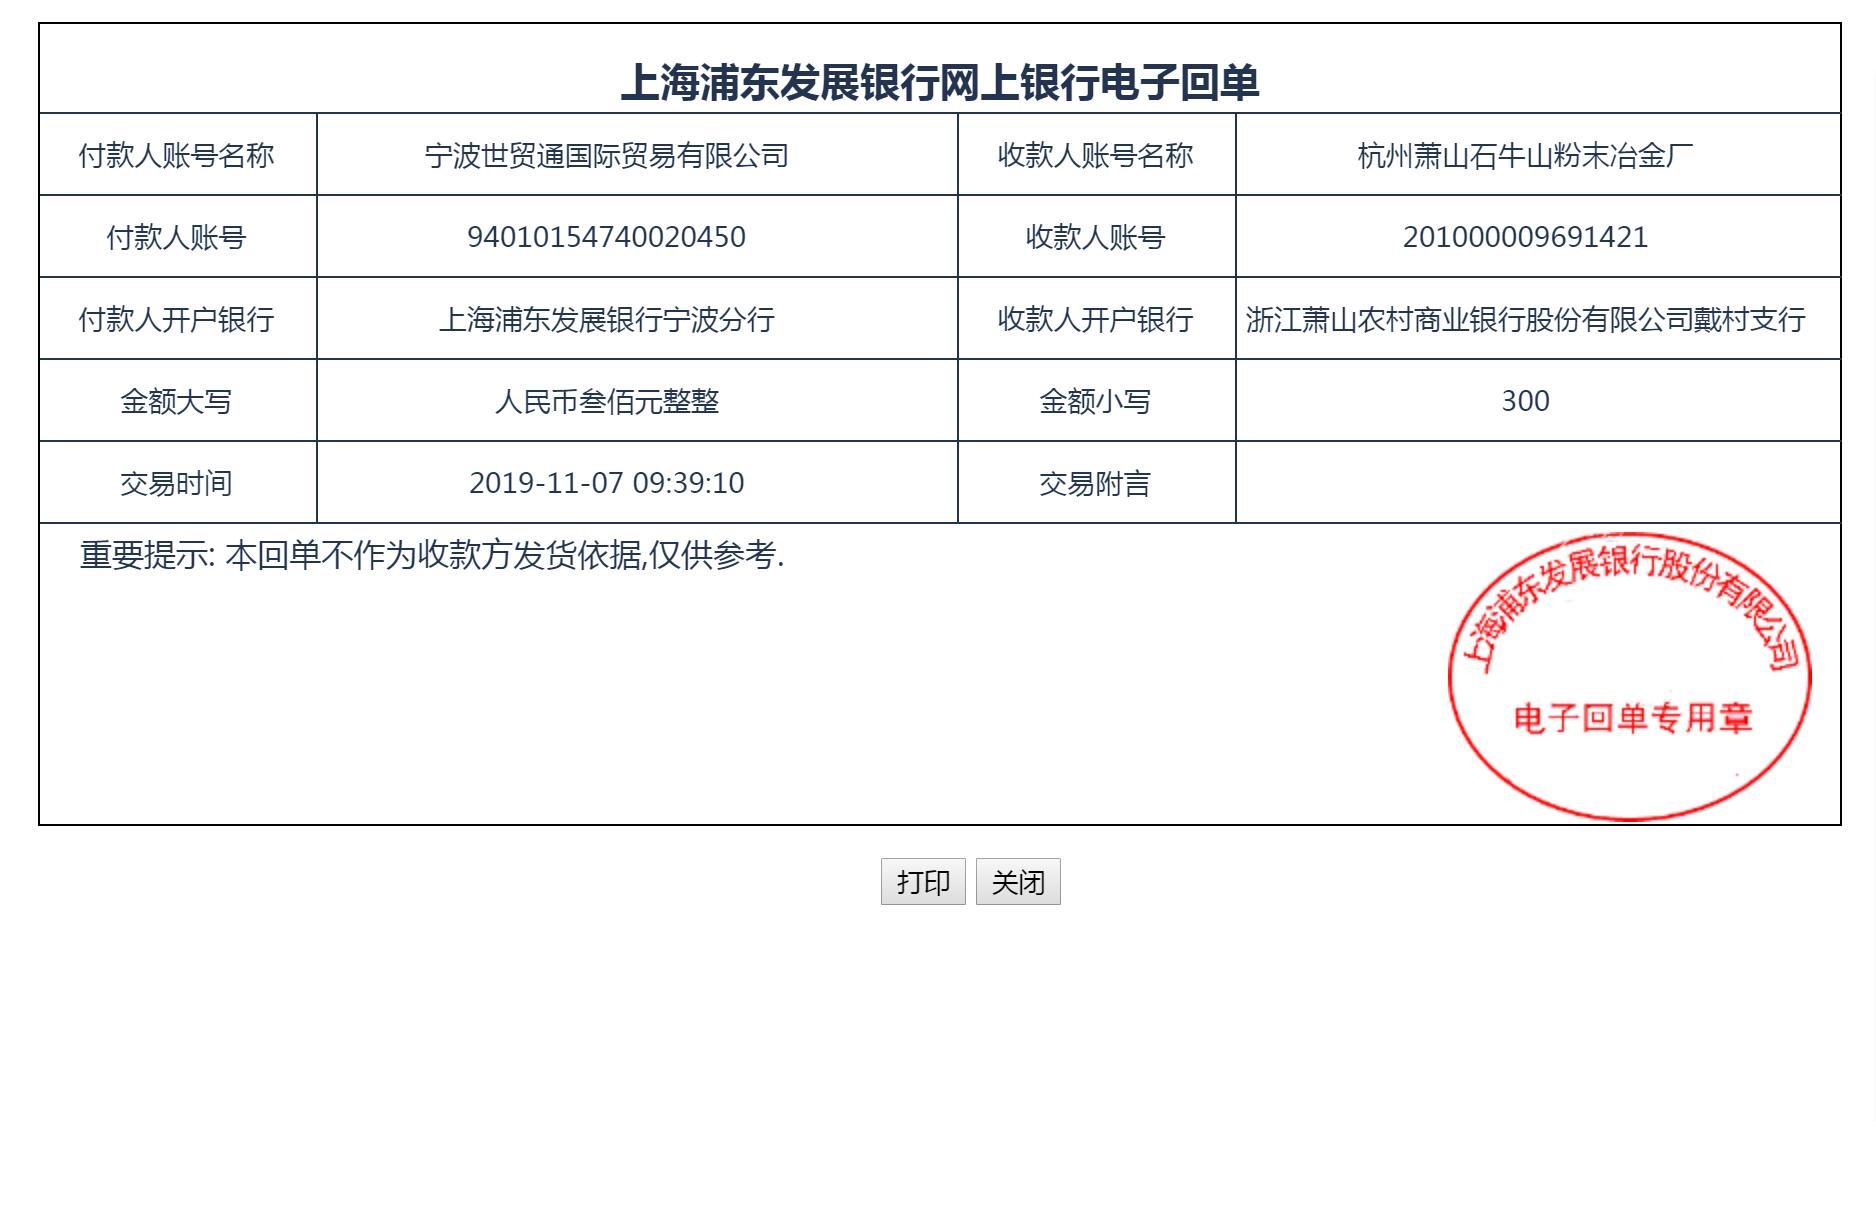 上海浦东发展银行网上银行电子回单
付款人账号名称 宁波世贸通国际贸易有限公司 收款人账号名称 杭州萧山石牛山粉末冶金厂
付款人账号 94010154740020450 收款人账号 201000009691421
付款人开户银行 上海浦东发展银行宁波分行 收款人开户银行 浙江萧山农村商业银行股份有限公司戴村支行
金额大写 人民币叁佰元整整 金额小写 300
交易时间 2019-11-07 09:39:10 交易附言
重要提示: 本回单不作为收款方发货依据,仅供参考.
上海浦东发展银行股份有限公司
电子回单专用章
打印 关闭